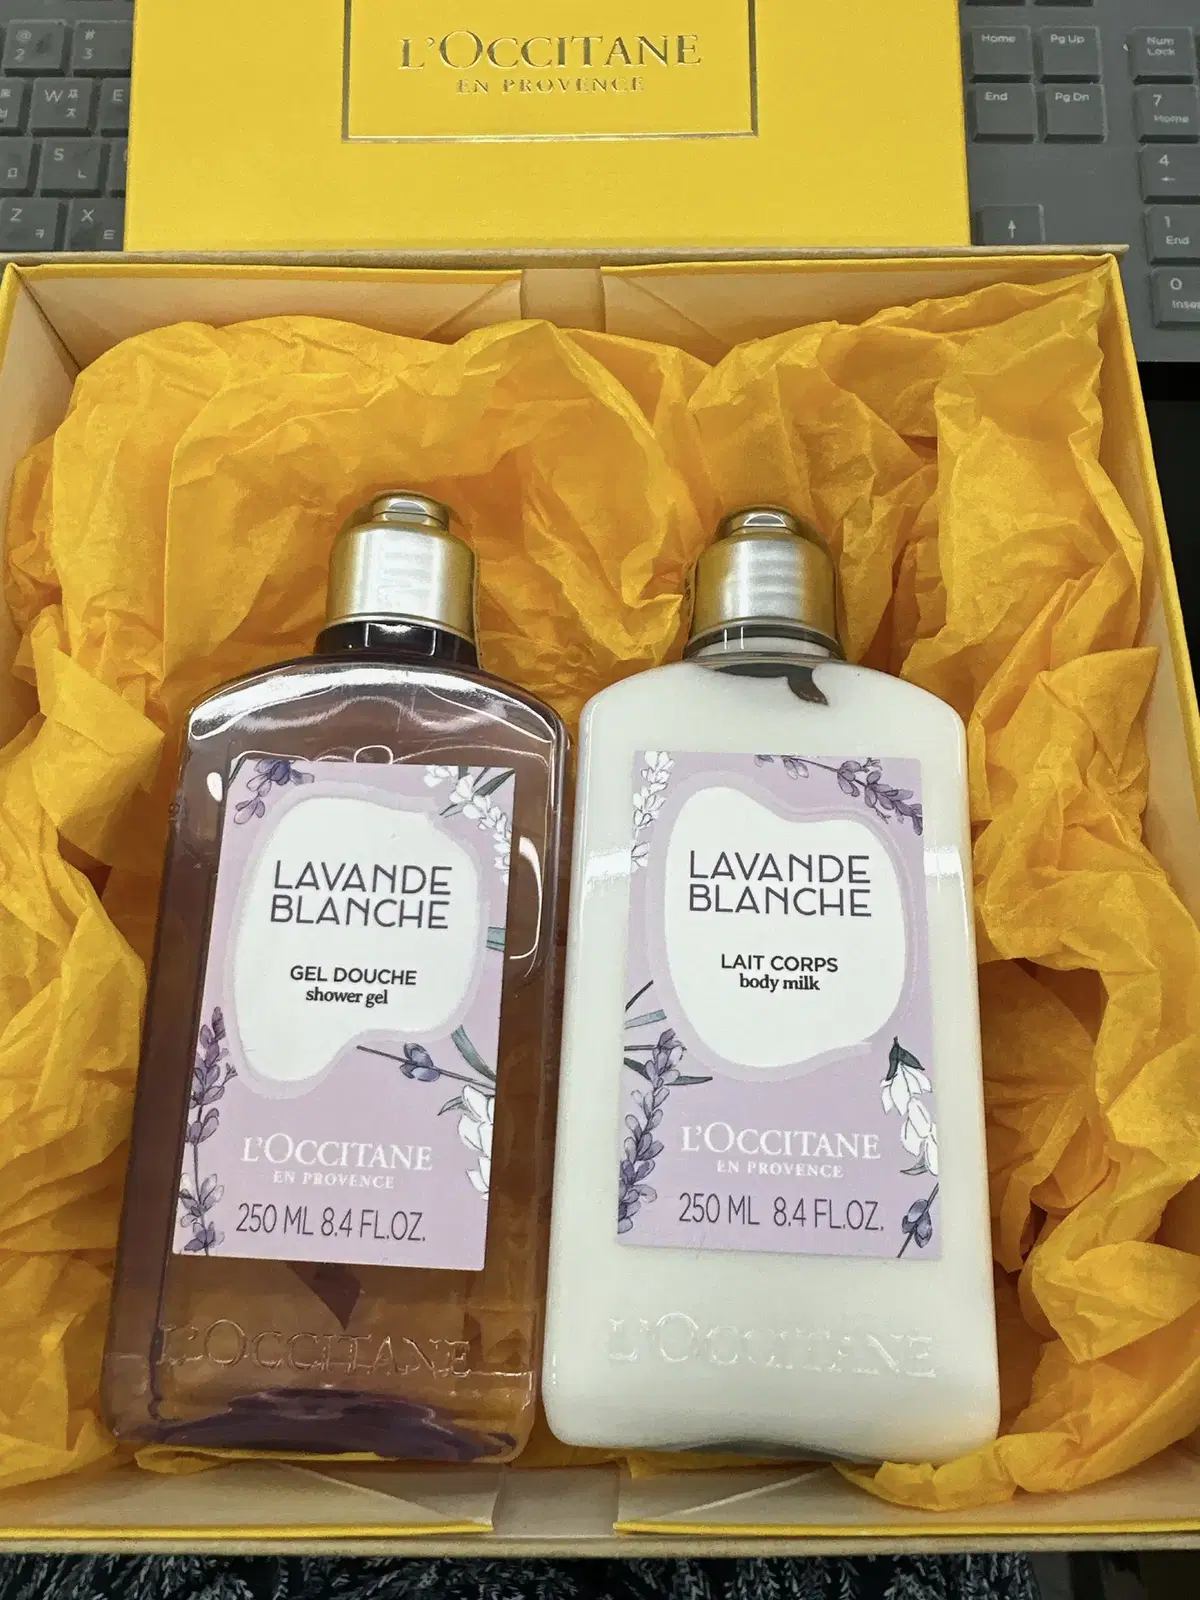 L'OCCITANE
EN PROVENCE
Home
Pg Up
Num Lock
End
Pg Dn
7
Home
4
1
End
0
2
#
3
W ㅈ
ㅉ
E
S
ㄴ
Z
ㅋ
X
ㅌ
LAVANDE
BLANCHE
GEL DOUCHE
shower gel
L'OCCITANE
EN PROVENCE
250 ML 8.4 FL.OZ.
L'OCCITANE
LAVANDE
BLANCHE
LAIT CORPS
body milk
L'OCCITANE
EN PROVENCE
250 ML 8.4 FL.OZ.
L'OCCITANE